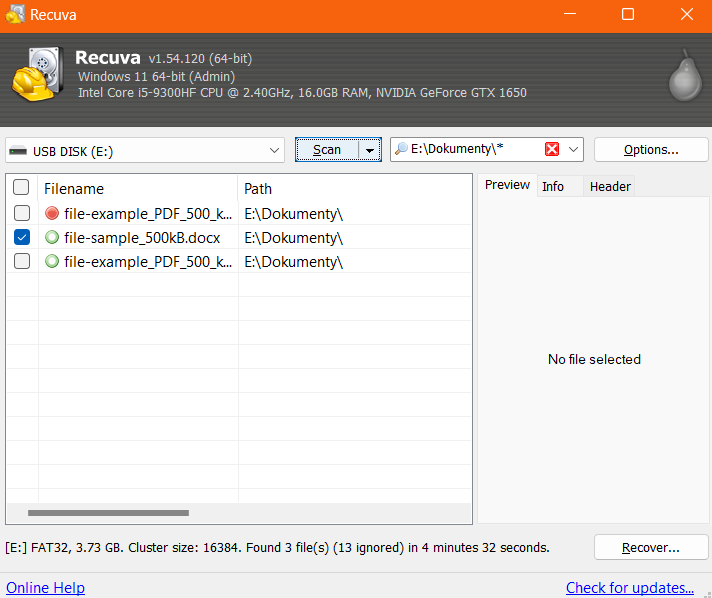 Recuva
Recuva v1.54.120 (64-bit)
Windows 11 64-bit (Admin)
Intel Core i5-9300HF CPU @ 2.40GHz, 16.0GB RAM, NVIDIA GeForce GTX 1650
USB DISK (E:) Scan E:\Dokumenty\* Options...
Filename Path
file-example_PDF_500_k... E:\Dokumenty\
file-sample_500kB.docx E:\Dokumenty\
file-example_PDF_500_k... E:\Dokumenty\
Preview Info Header
No file selected
[E:] FAT32, 3.73 GB. Cluster size: 16384. Found 3 file(s) (13 ignored) in 4 minutes 32 seconds. Recover...
Online Help Check for updates...